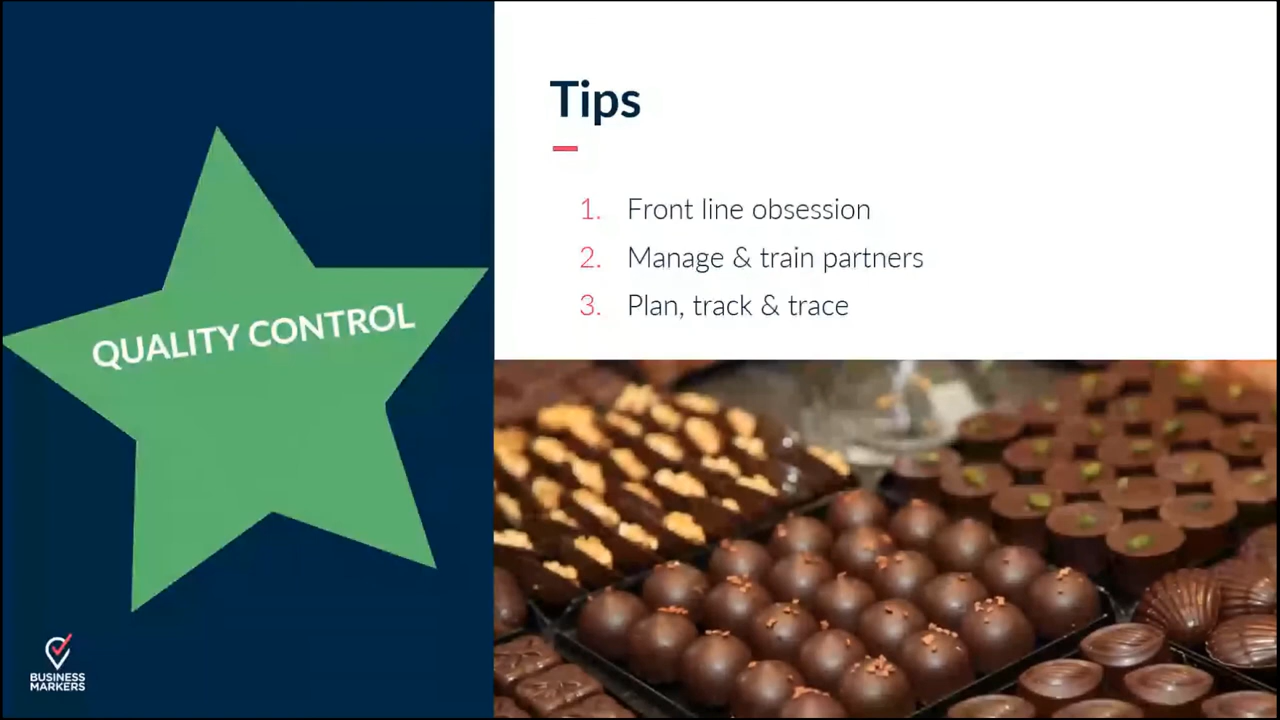 Tips
1. Front line obsession
2. Manage & train partners
3. Plan, track & trace
QUALITY CONTROL
BUSINESS
MARKERS